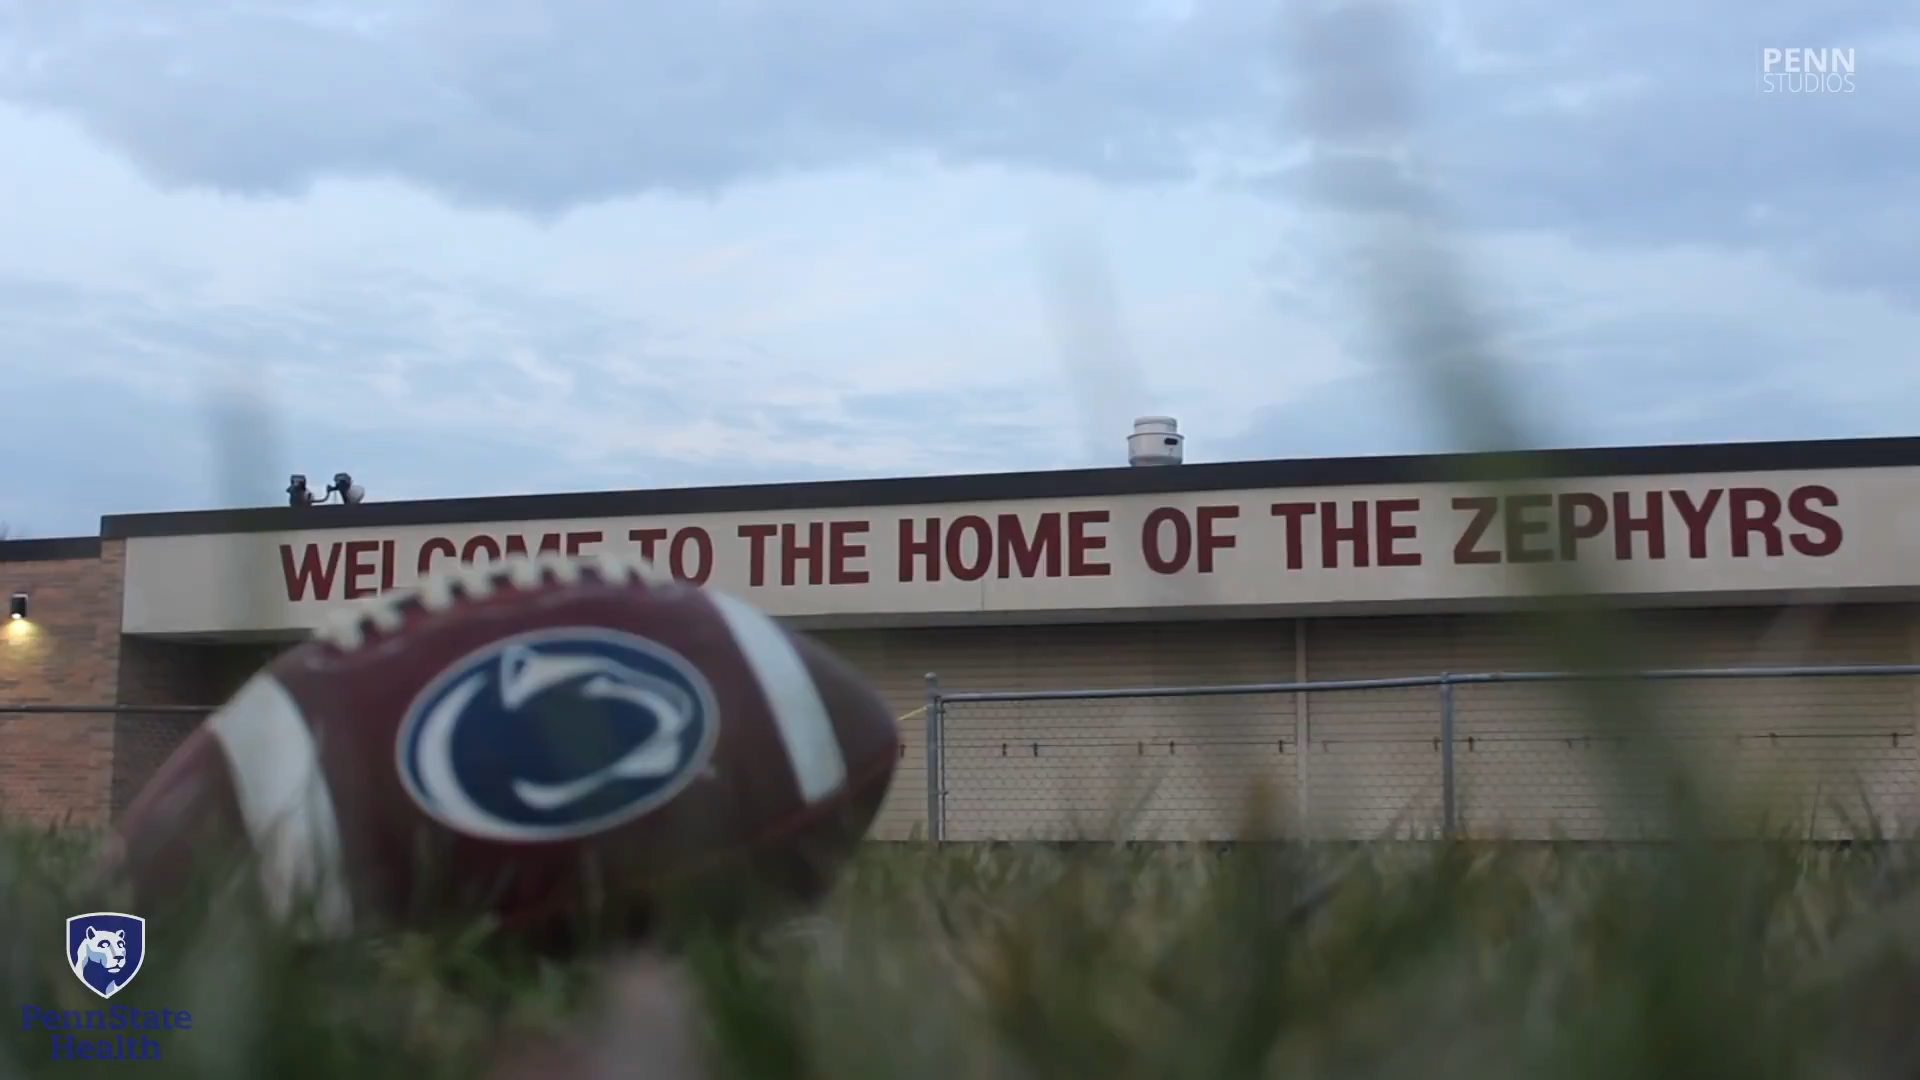 PENN
STUDIOS
WELCOME TO THE HOME OF THE ZEPHYRS
PennState
Health